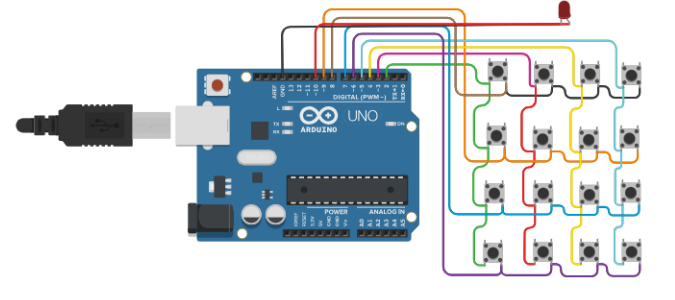 AREF
GND
13
12
~11
~10
~9
8
7
~6
~5
4
~3
2
TX→1
RX←0
DIGITAL (PWM~)
L
TX
RX
UNO
ARDUINO
ON
POWER
ANALOG IN
IOREF
RESET
3.3V
5V
GND
GND
Vin
A0
A1
A2
A3
A4
A5